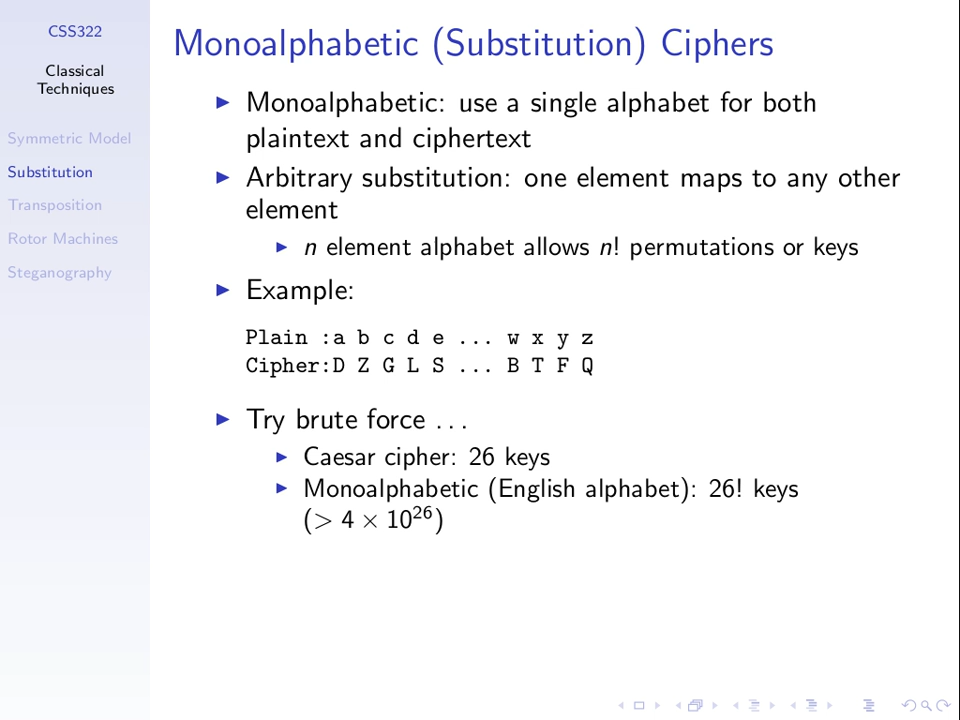 CSS322
Classical
Techniques
Symmetric Model
Substitution
Transposition
Rotor Machines
Steganography
Monoalphabetic (Substitution) Ciphers
Monoalphabetic: use a single alphabet for both
plaintext and ciphertext
Arbitrary substitution: one element maps to any other
element
n element alphabet allows n! permutations or keys
Example:
Plain :a b c d e ... w x y z
Cipher:D Z G L S ... B T F Q
Try brute force ...
Caesar cipher: 26 keys
Monoalphabetic (English alphabet): 26! keys
(> 4 × 10²⁶)